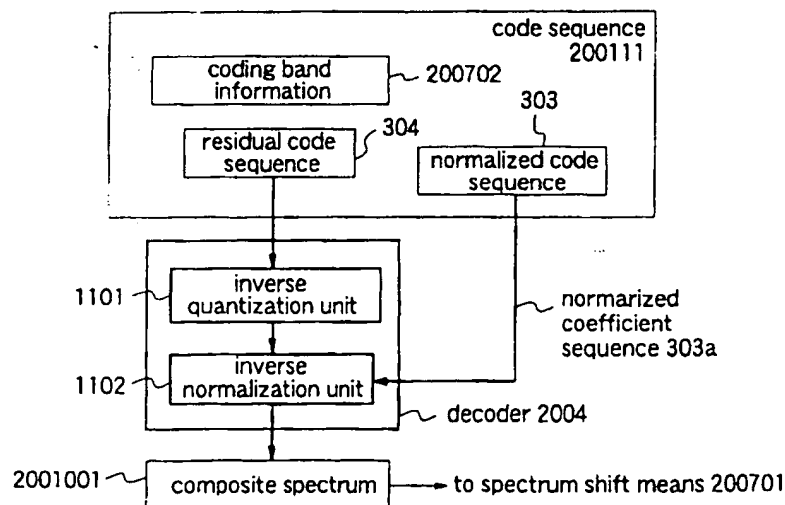 code sequence
200111
coding band
information
200702
303
304
residual code
sequence
normalized code
sequence
1101
inverse
quantization unit
normarized
coefficient
sequence 303a
1102
inverse
normalization unit
decoder 2004
2001001
composite spectrum
to spectrum shift means 200701